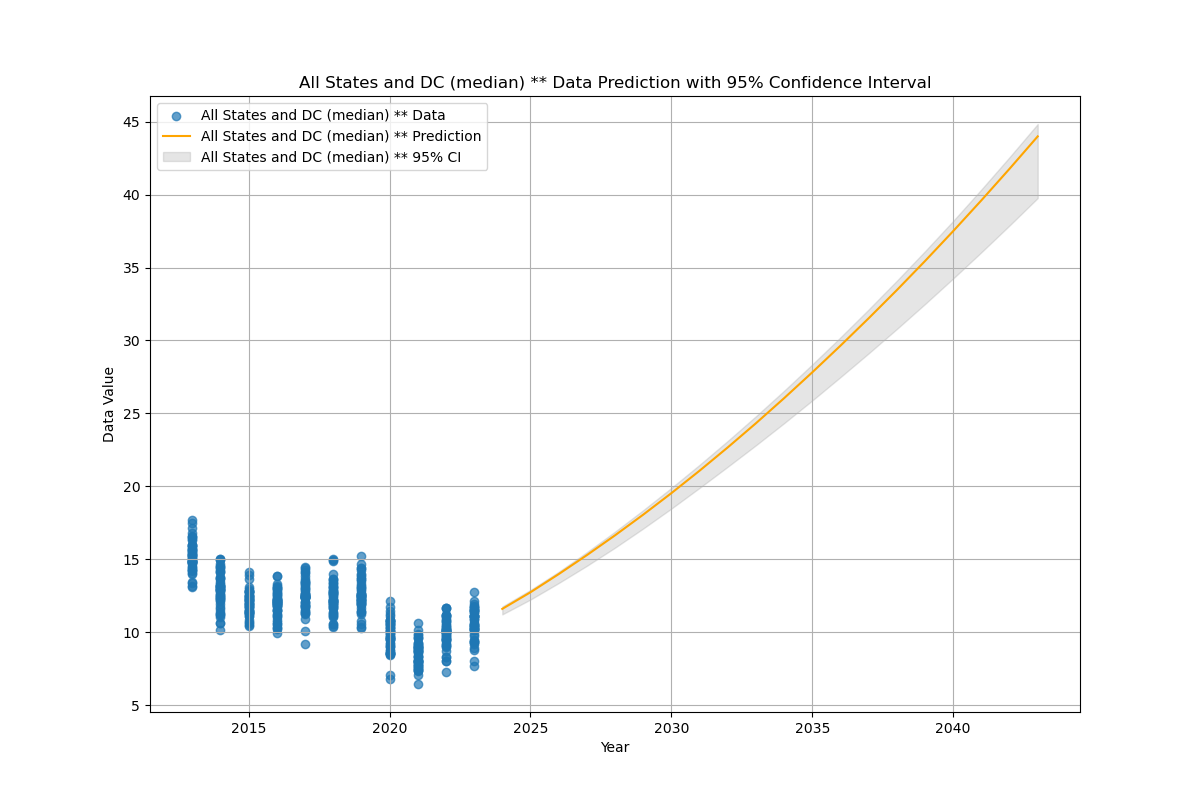 All States and DC (median) ** Data Prediction with 95% Confidence Interval
All States and DC (median) ** Data
All States and DC (median) ** Prediction
All States and DC (median) ** 95% CI
45
40
35
30
25
20
15
10
5
Data Value
2015 2020 2025 2030 2035 2040
Year